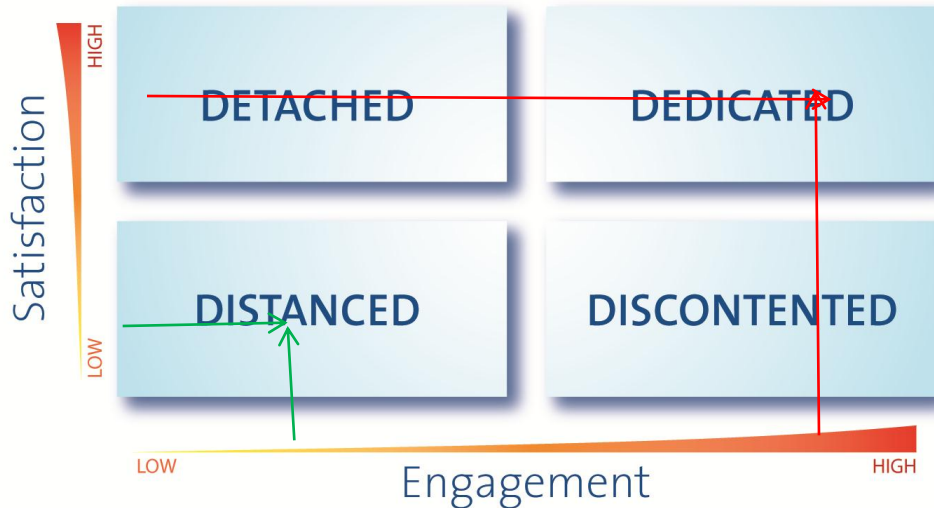 HIGH
Satisfaction
LOW
DETACHED
DEDICATED
DISTANCED
DISCONTENTED
LOW
HIGH
Engagement